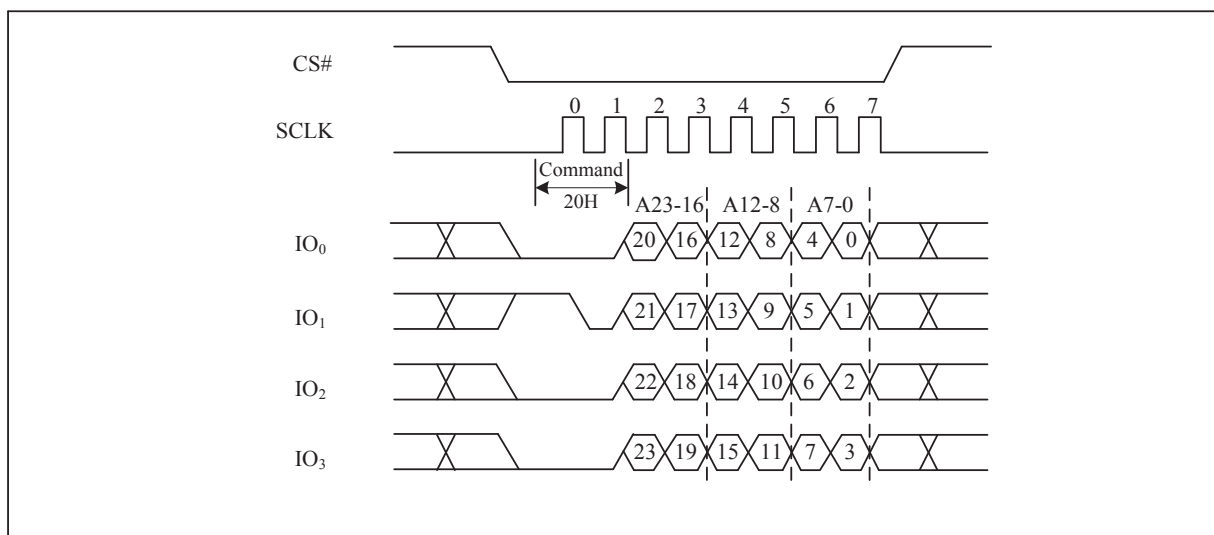 CS#
0 1 2 3 4 5 6 7
SCLK
Command
20H
A23-16 A12-8 A7-0
IO0 20 16 12 8 4 0
IO1 21 17 13 9 5 1
IO2 22 18 14 10 6 2
IO3 23 19 15 11 7 3